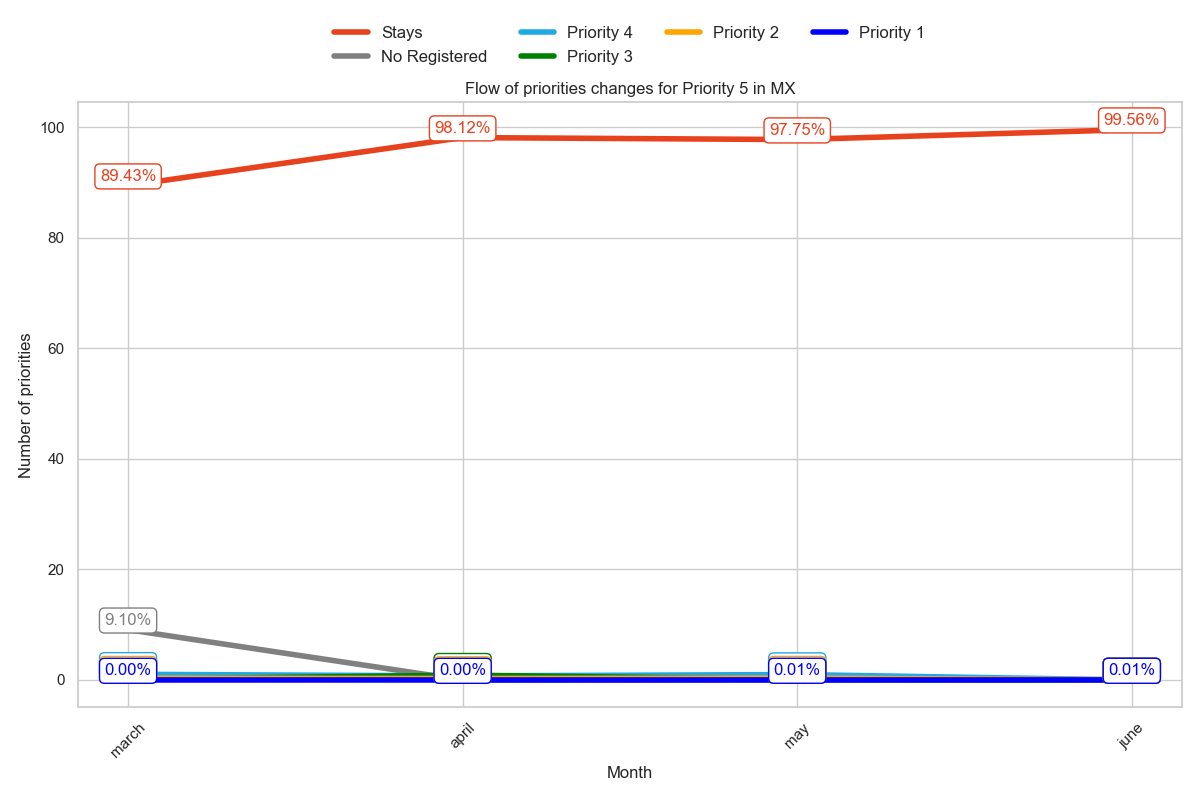 Stays Priority 4 Priority 2 Priority 1
No Registered Priority 3
Flow of priorities changes for Priority 5 in MX
100
80
60
40
20
0
Number of priorities
89.43%
98.12%
97.75%
99.56%
9.10%
0.00%
0.00%
0.01%
0.01%
march
april
may
june
Month